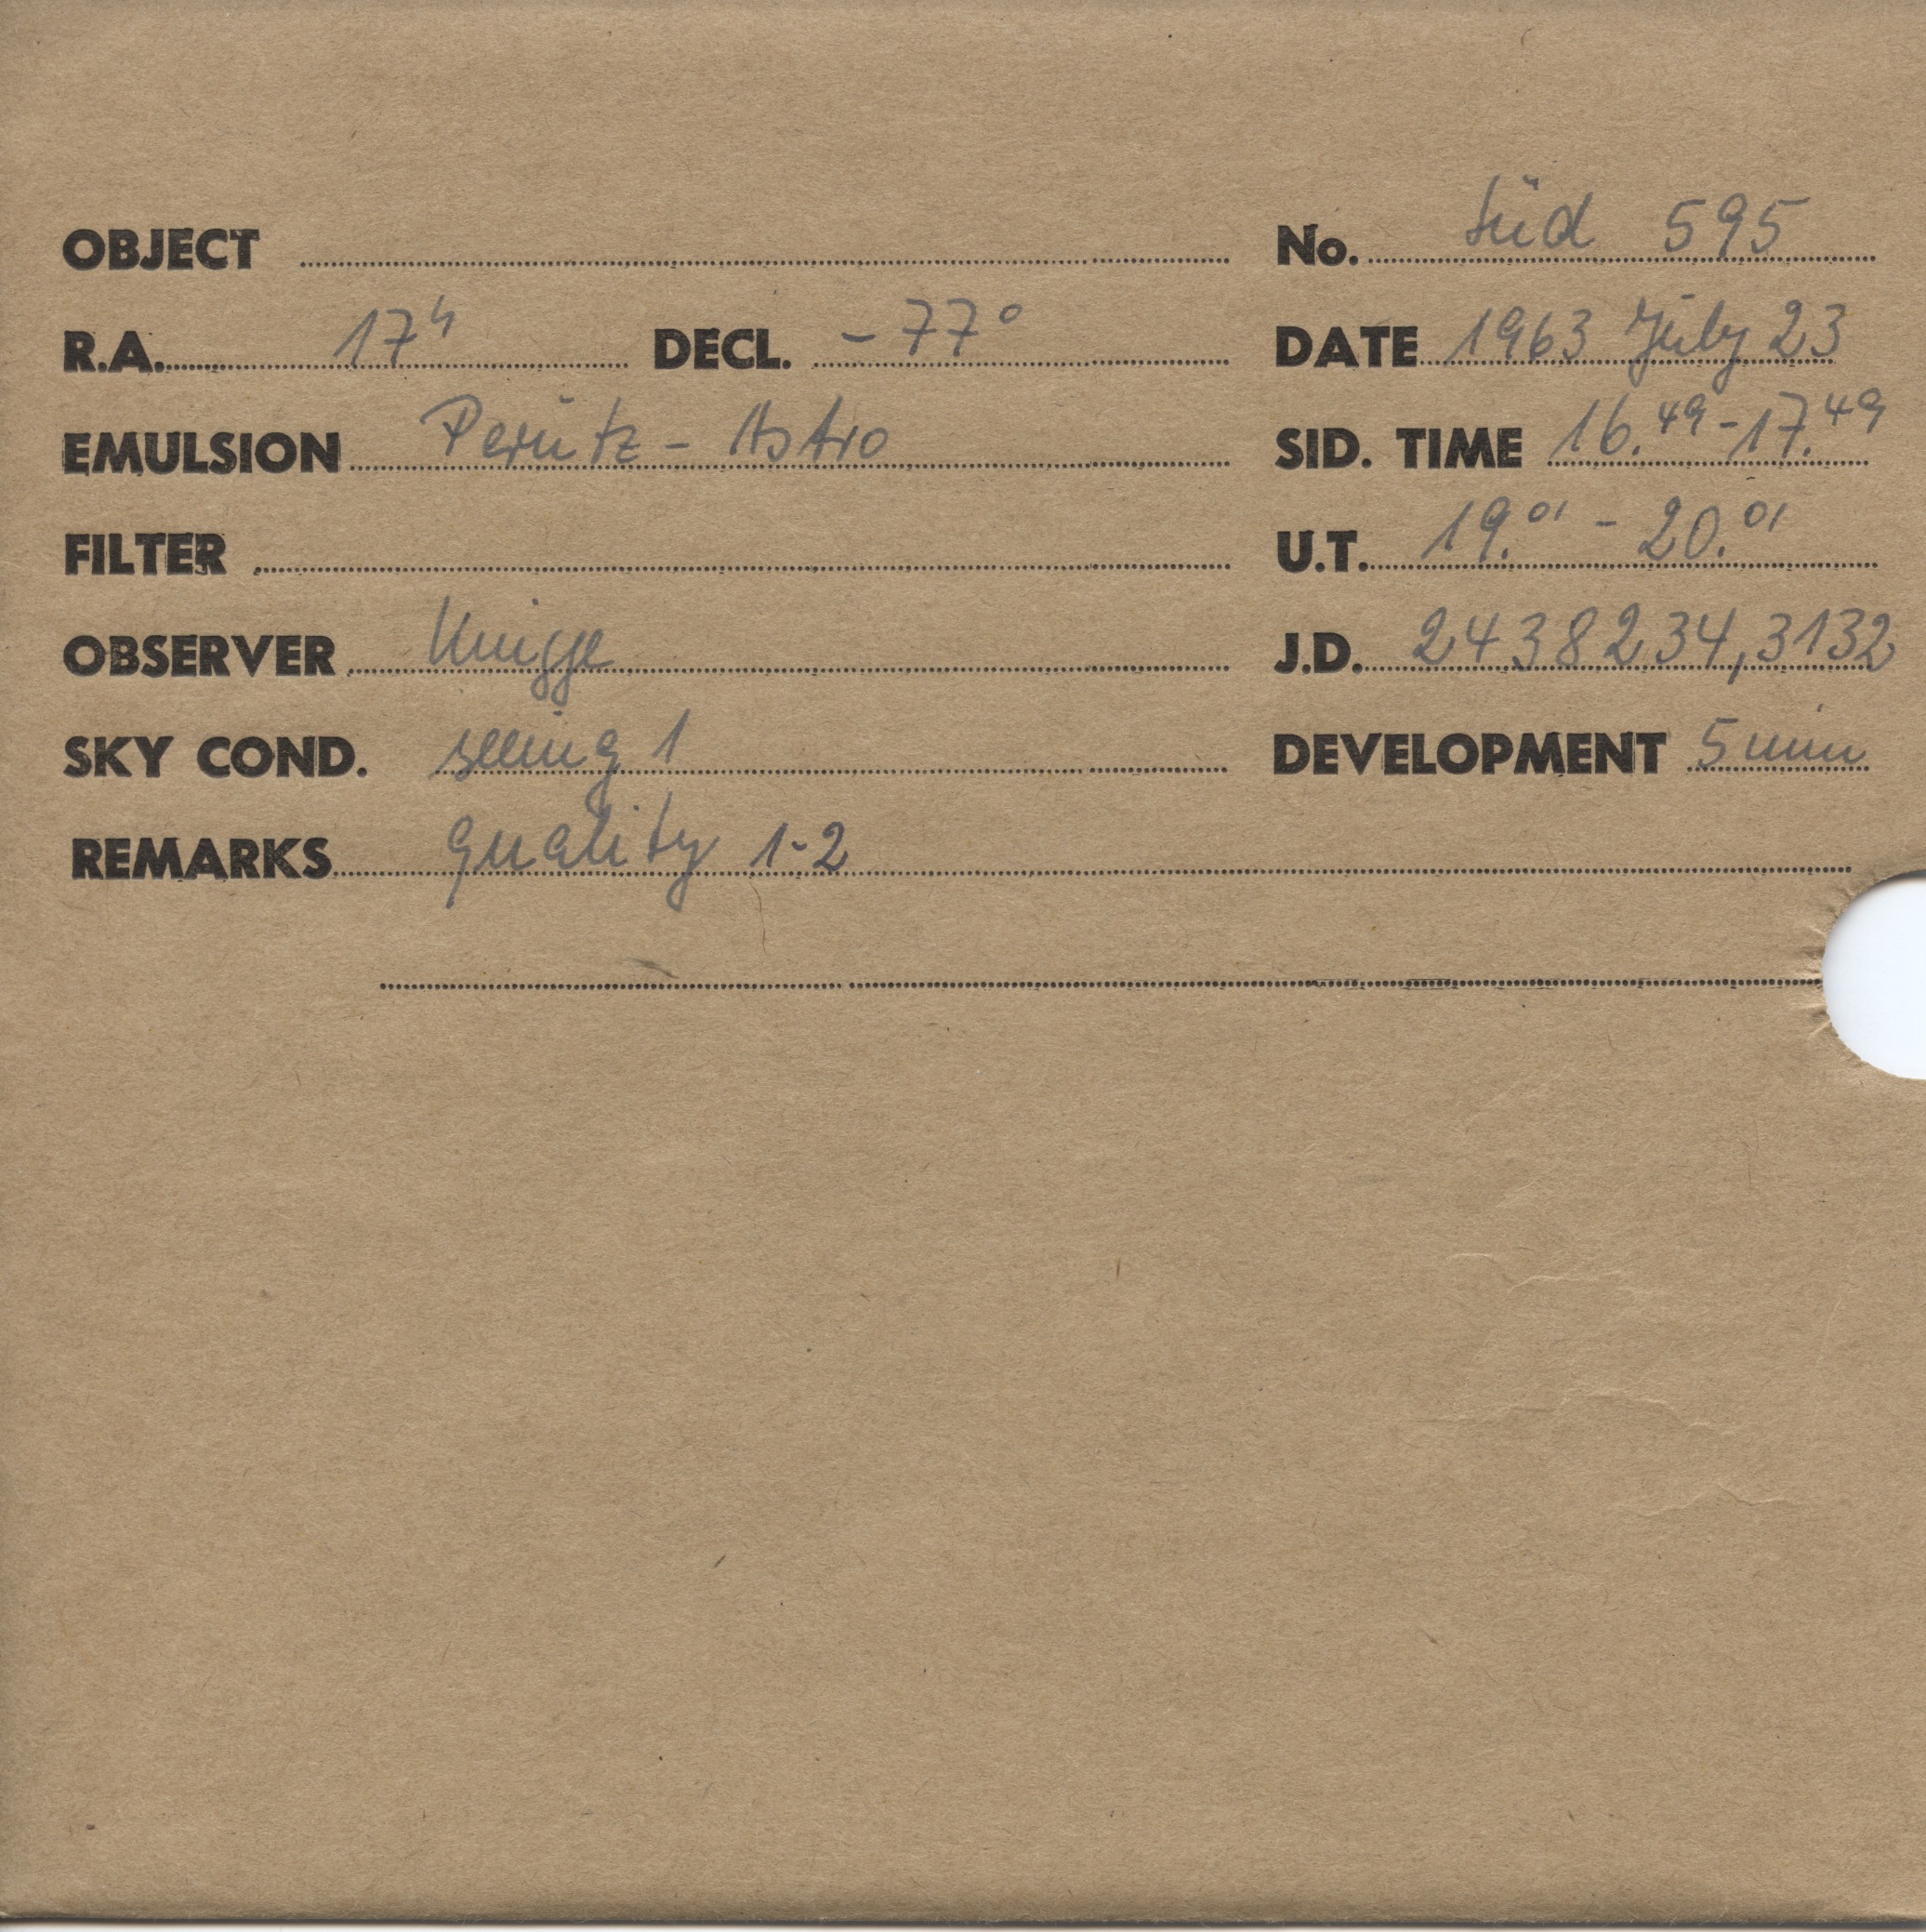 OBJECT No. Süd 595
R.A. 17h DECL. -77° DATE 1963 July 23
EMULSION Perutz - Astro SID. TIME 16.49-17.49
FILTER U.T. 19.01 - 20.01
OBSERVER Knigge J.D. 2438234,3132
SKY COND. seeing 1 DEVELOPMENT 5 min
REMARKS quality 1-2